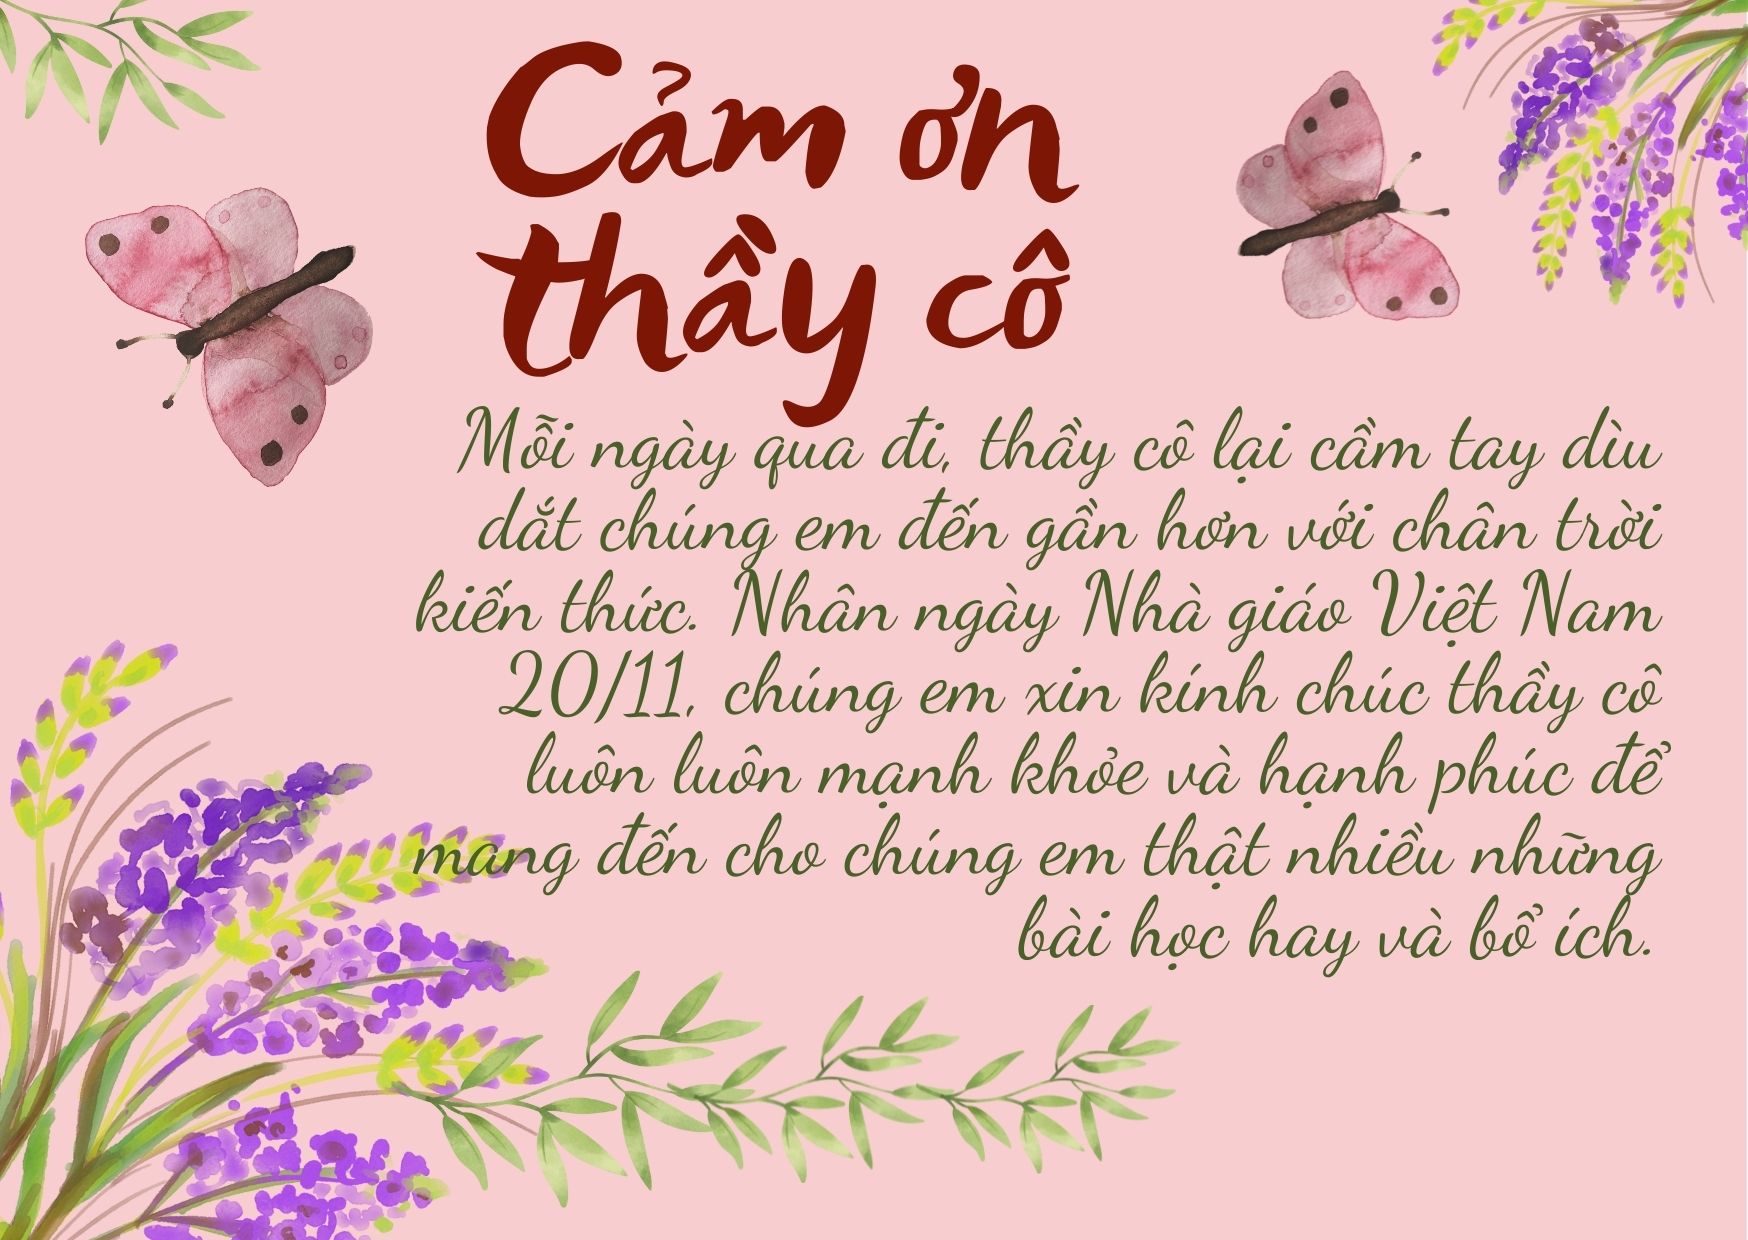 Cảm ơn
thầy cô
Mỗi ngày qua đi, thầy cô lại cầm tay dìu
dắt chúng em đến gần hơn với chân trời
kiến thức. Nhân ngày Nhà giáo Việt Nam
20/11, chúng em xin kính chúc thầy cô
luôn luôn mạnh khỏe và hạnh phúc để
mang đến cho chúng em thật nhiều những
bài học hay và bổ ích.